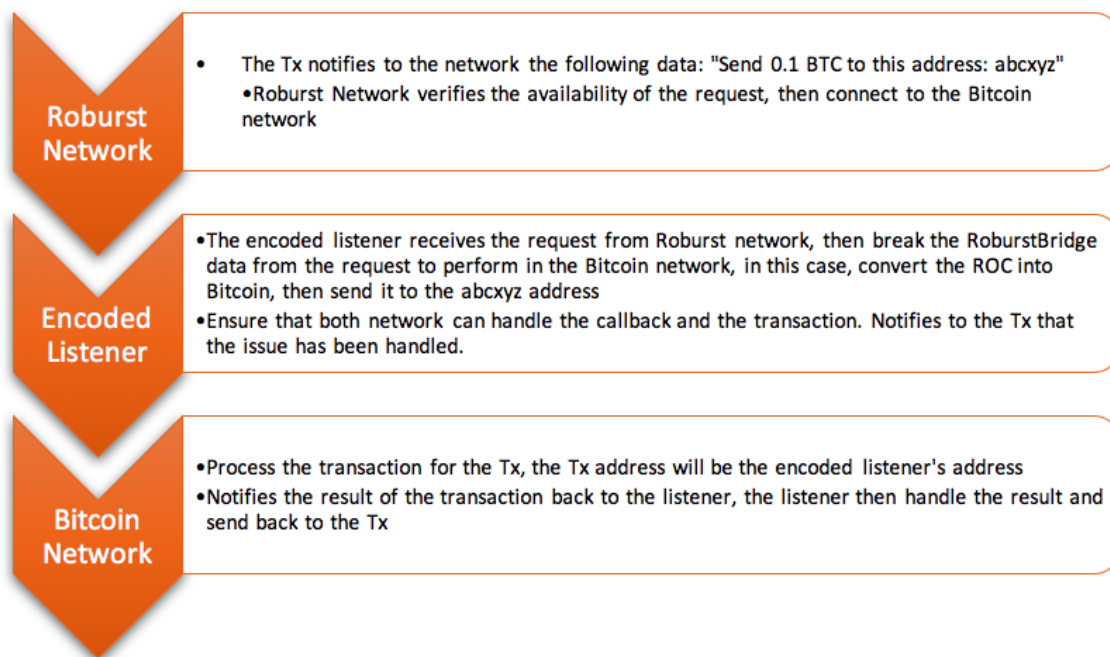 Roburst
Network
• The Tx notifies to the network the following data: "Send 0.1 BTC to this address: abcxyz"
•Roburst Network verifies the availability of the request, then connect to the Bitcoin
network
Encoded
Listener
•The encoded listener receives the request from Roburst network, then break the RoburstBridge
data from the request to perform in the Bitcoin network, in this case, convert the ROC into
Bitcoin, then send it to the abcxyz address
•Ensure that both network can handle the callback and the transaction. Notifies to the Tx that
the issue has been handled.
Bitcoin
Network
•Process the transaction for the Tx, the Tx address will be the encoded listener's address
•Notifies the result of the transaction back to the listener, the listener then handle the result and
send back to the Tx